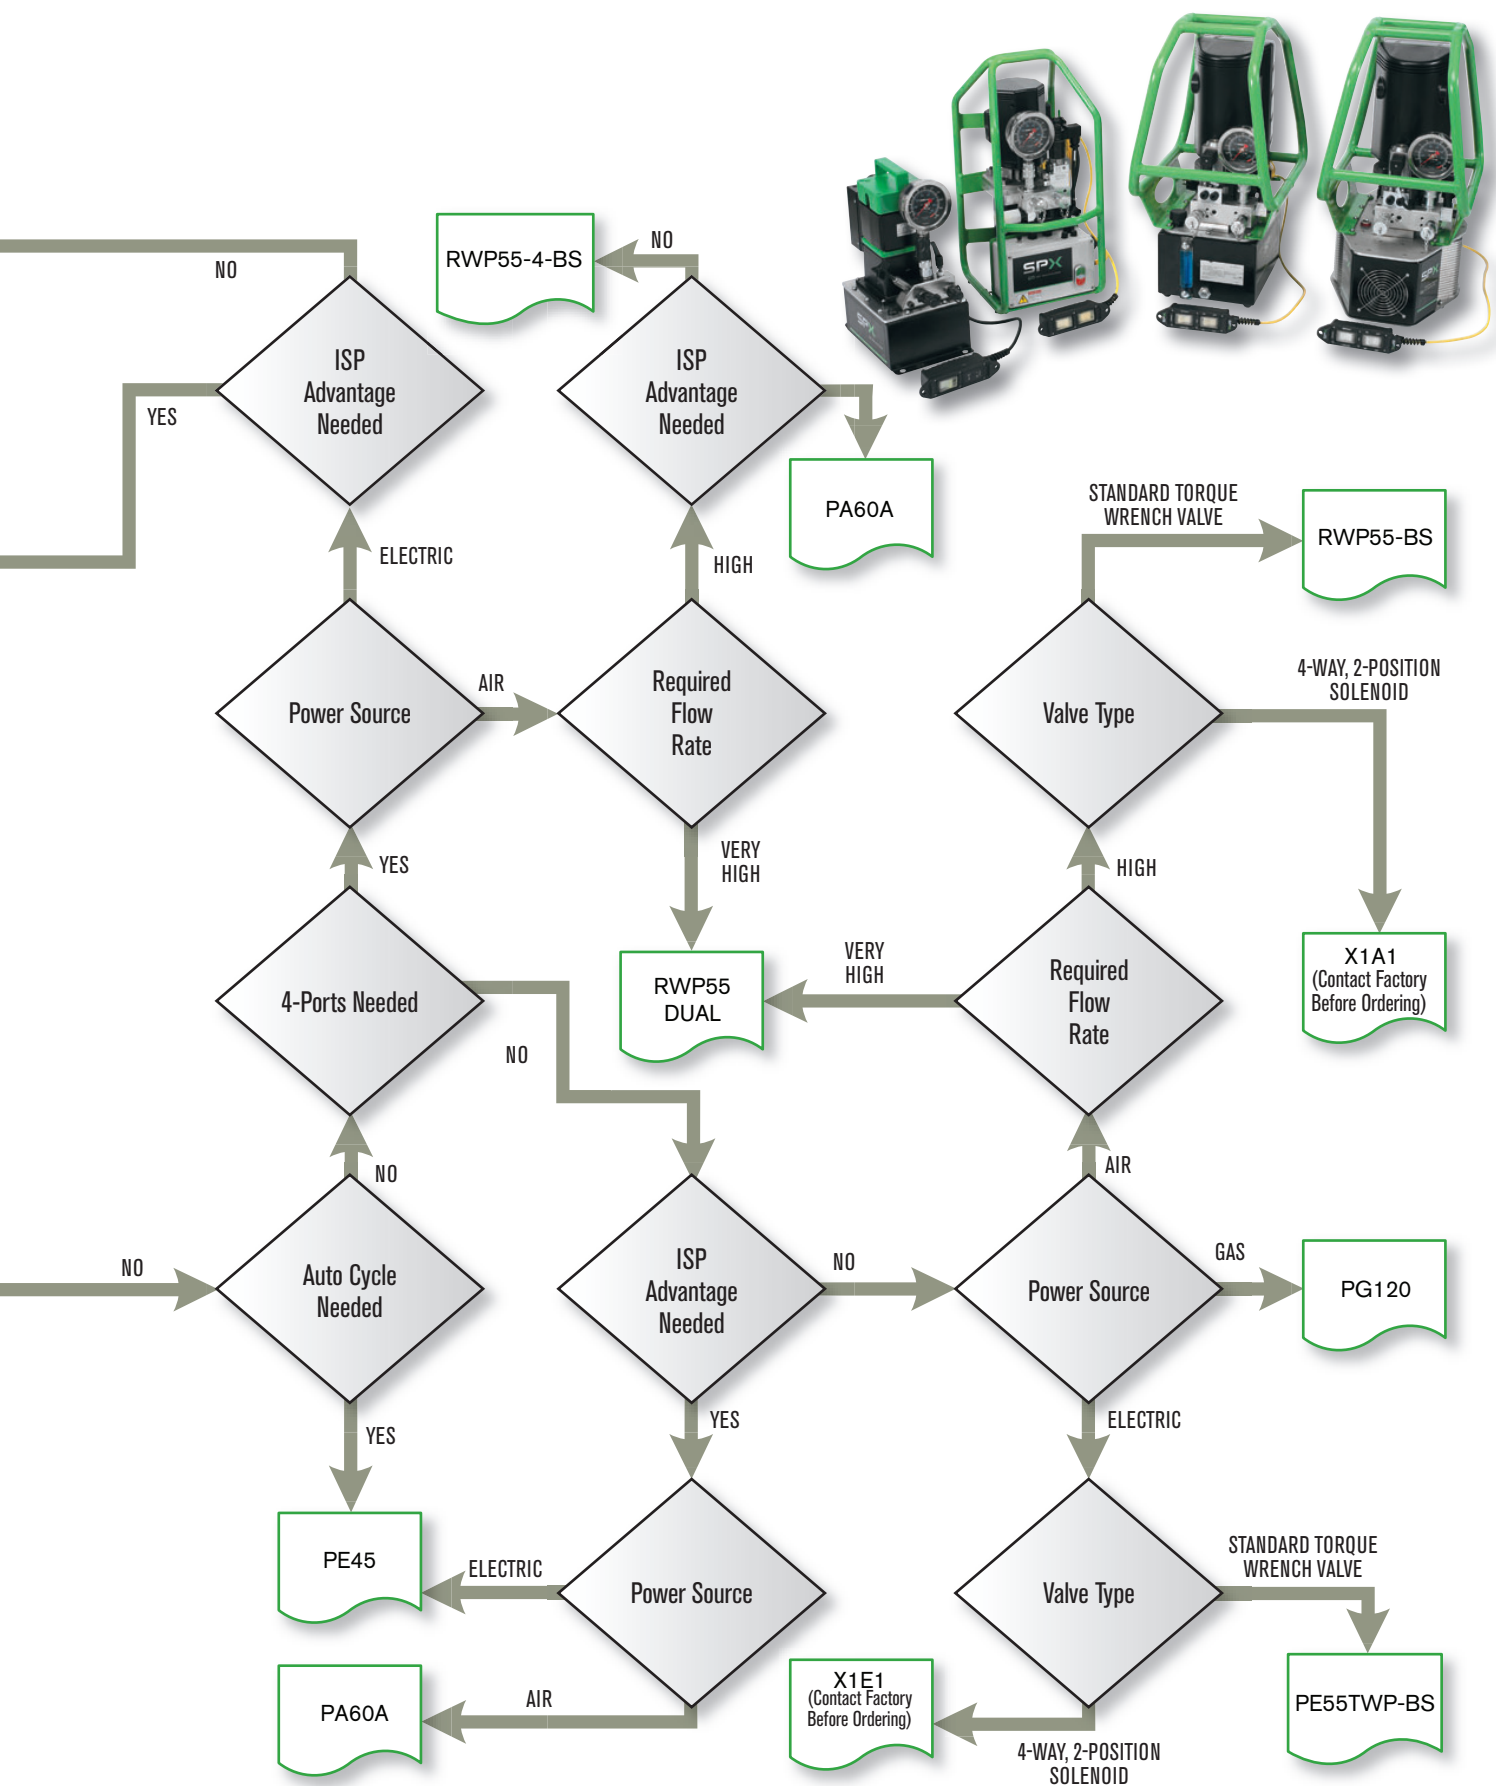 SPX
SPX
SPX
NO
YES
ISP
Advantage
Needed
RWP55-4-BS
NO
ISP
Advantage
Needed
PA60A
ELECTRIC
HIGH
STANDARD TORQUE
WRENCH VALVE
RWP55-BS
Power Source
AIR
Required
Flow
Rate
Valve Type
4-WAY, 2-POSITION
SOLENOID
YES
VERY
HIGH
HIGH
4-Ports Needed
NO
RWP55
DUAL
VERY
HIGH
Required
Flow
Rate
X1A1
(Contact Factory
Before Ordering)
NO
AIR
NO
Auto Cycle
Needed
ISP
Advantage
Needed
NO
Power Source
GAS
PG120
YES
YES
ELECTRIC
PE45
ELECTRIC
Power Source
Valve Type
STANDARD TORQUE
WRENCH VALVE
PA60A
AIR
X1E1
(Contact Factory
Before Ordering)
4-WAY, 2-POSITION
SOLENOID
PE55TWP-BS